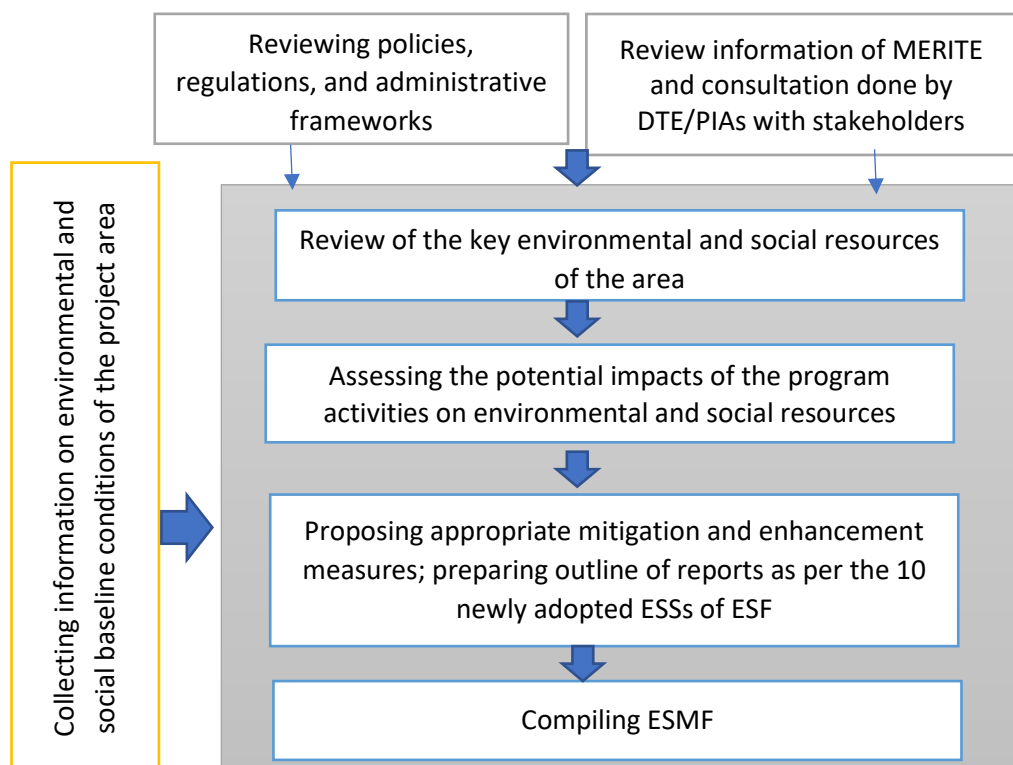 Reviewing policies,
regulations, and administrative
frameworks
Review information of MERITE
and consultation done by
DTE/PIAs with stakeholders
Collecting information on environmental and
social baseline conditions of the project area
Review of the key environmental and social resources
of the area
Assessing the potential impacts of the program
activities on environmental and social resources
Proposing appropriate mitigation and enhancement
measures; preparing outline of reports as per the 10
newly adopted ESSs of ESF
Compiling ESMF